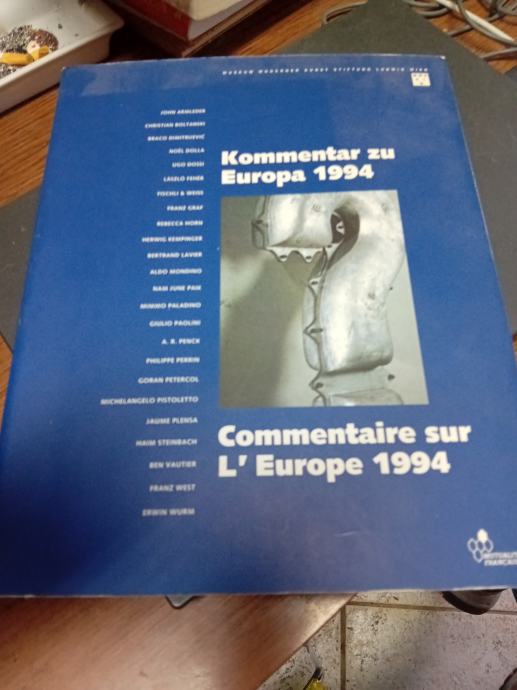 MUSEUM MODERNER KUNST STIFTUNG LUDWIG WIEN
JOHN ARMLEDER
CHRISTIAN BOLTANSKI
BRACO DIMITRIJEVIĆ
NOËL DOLLA
UGO DOSSI
LASZLO FEHER
FISCHLI & WEISS
FRANZ GRAF
REBECCA HORN
HERWIG KEMPINGER
BERTRAND LAVIER
ALDO MONDINO
NAM JUNE PAIK
MIMMO PALADINO
GIULIO PAOLINI
A. R. PENCK
PHILIPPE PERRIN
GORAN PETERCOL
MICHELANGELO PISTOLETTO
JAUME PLENSA
HAIM STEINBACH
BEN VAUTIER
FRANZ WEST
ERWIN WURM
Kommentar zu
Europa 1994
Commentaire sur
L' Europe 1994
MUTUALITÉ
FRANÇAISE